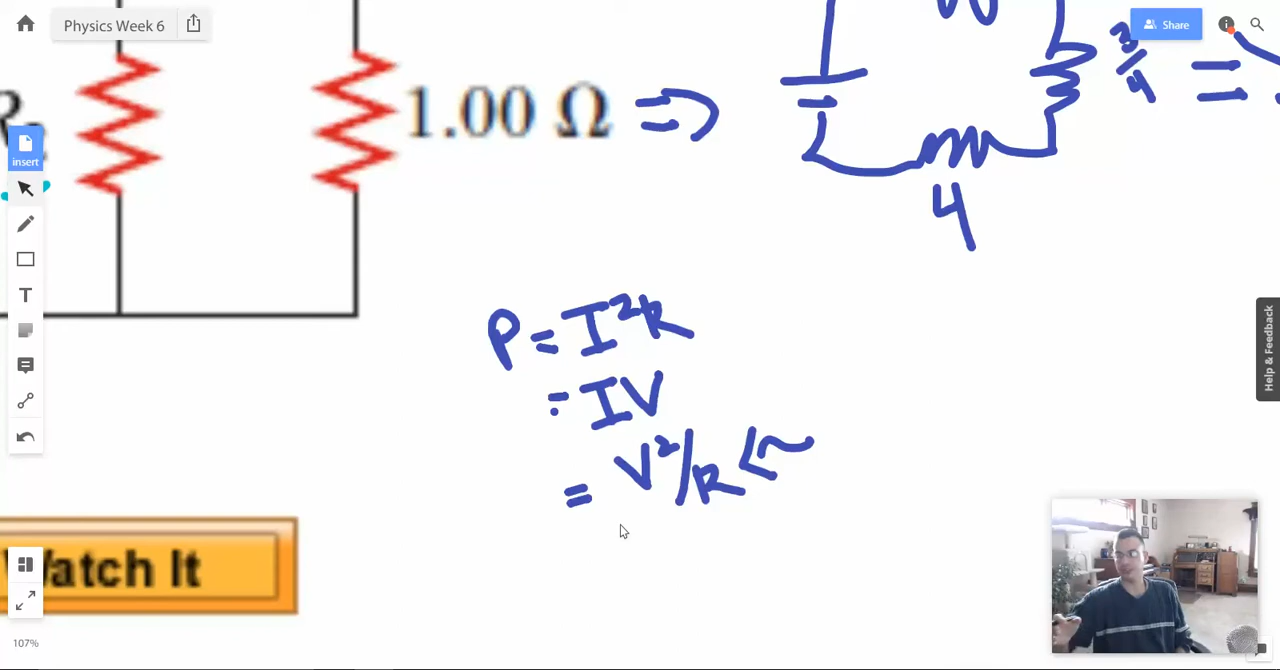 Physics Week 6
Share
3/4
R
1.00 Ω ⇒
=
insert
4
T
P = I²R
= IV
= V²/R
Help & Feedback
Watch It
107%